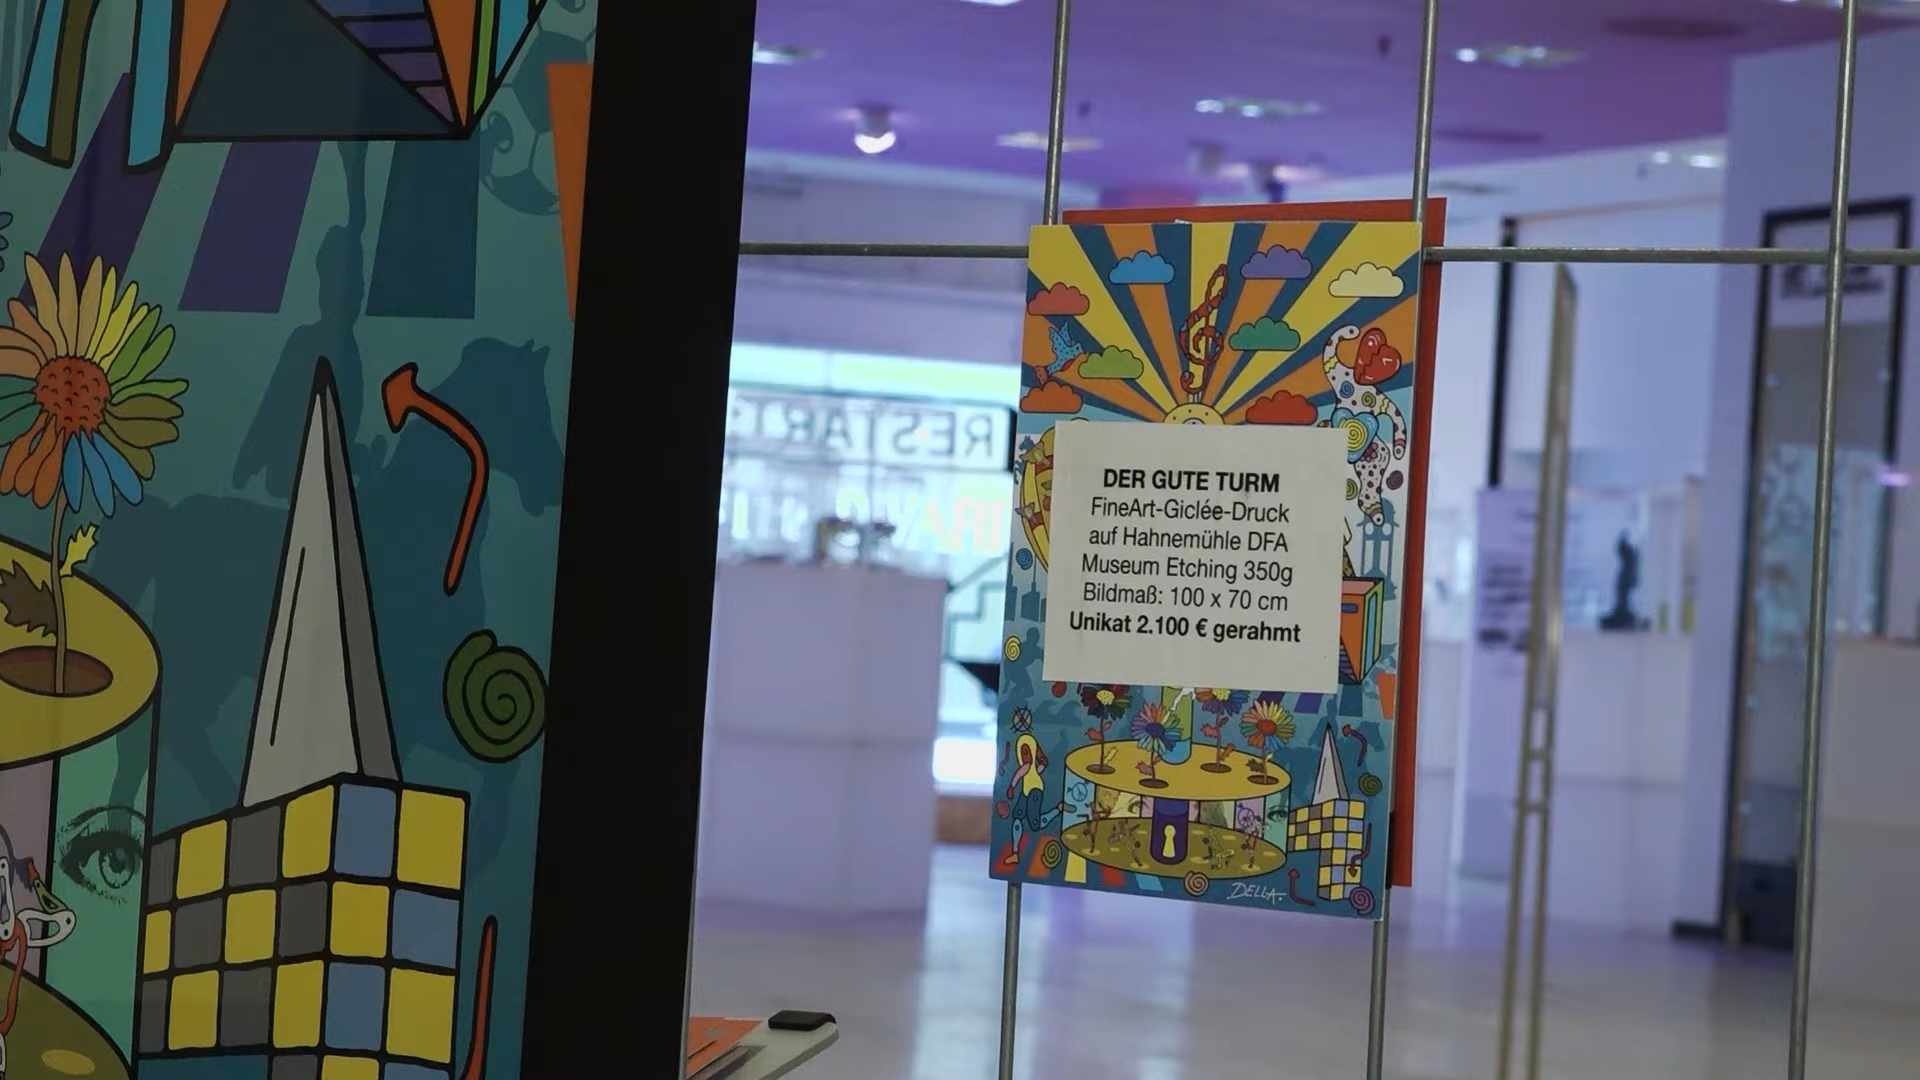 RESTART
DER GUTE TURM
FineArt-Giclée-Druck
auf Hahnemühle DFA
Museum Etching 350g
Bildmaß: 100 x 70 cm
Unikat 2.100 € gerahmt
DELLA.